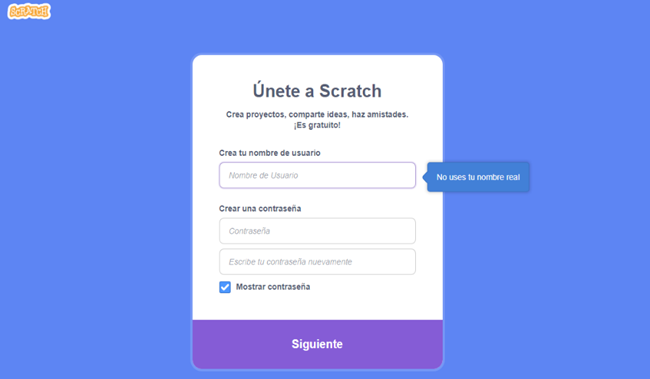 SCRATCH
Únete a Scratch
Crea proyectos, comparte ideas, haz amistades.
¡Es gratuito!
Crea tu nombre de usuario
Nombre de Usuario
No uses tu nombre real
Crear una contraseña
Contraseña
Escribe tu contraseña nuevamente
Mostrar contraseña
Siguiente